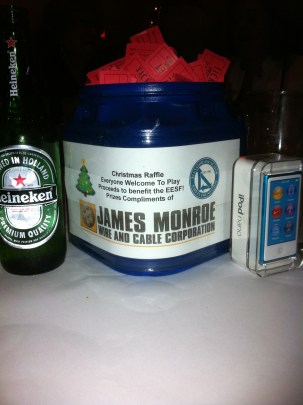 Heineken
BREWED IN HOLLAND
Heineken
PREMIUM QUALITY
Christmas Raffle
Everyone Welcome To Play
Proceeds to benefit the EESF!
Prizes Compliments of
JAMES MONROE
WIRE AND CABLE CORPORATION
iPod nano